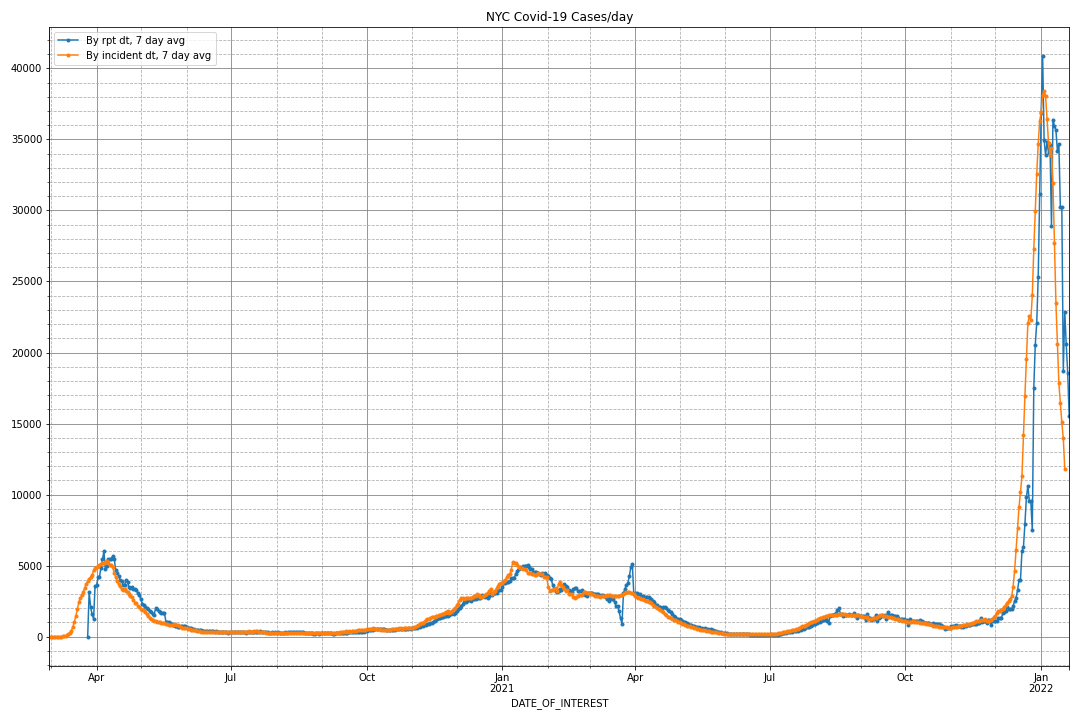 NYC Covid-19 Cases/day
By rpt dt, 7 day avg
By incident dt, 7 day avg
40000
35000
30000
25000
20000
15000
10000
5000
0
Apr Jul Oct Jan Apr Jul Oct Jan
2021 2022
DATE_OF_INTEREST